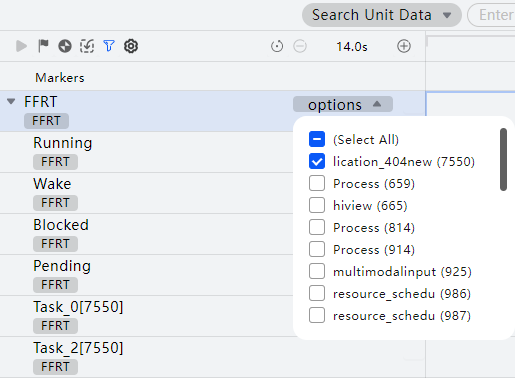 Search Unit Data
Enter
14.0s
Markers
FFRT
options
FFRT
(Select All)
Running
lication_404new (7550)
FFRT
Process (659)
Wake
hiview (665)
FFRT
Process (814)
Blocked
Process (914)
FFRT
Pending
multimodalinput (925)
FFRT
resource_schedu (986)
Task_0[7550]
resource_schedu (987)
FFRT
Task_2[7550]
FFRT